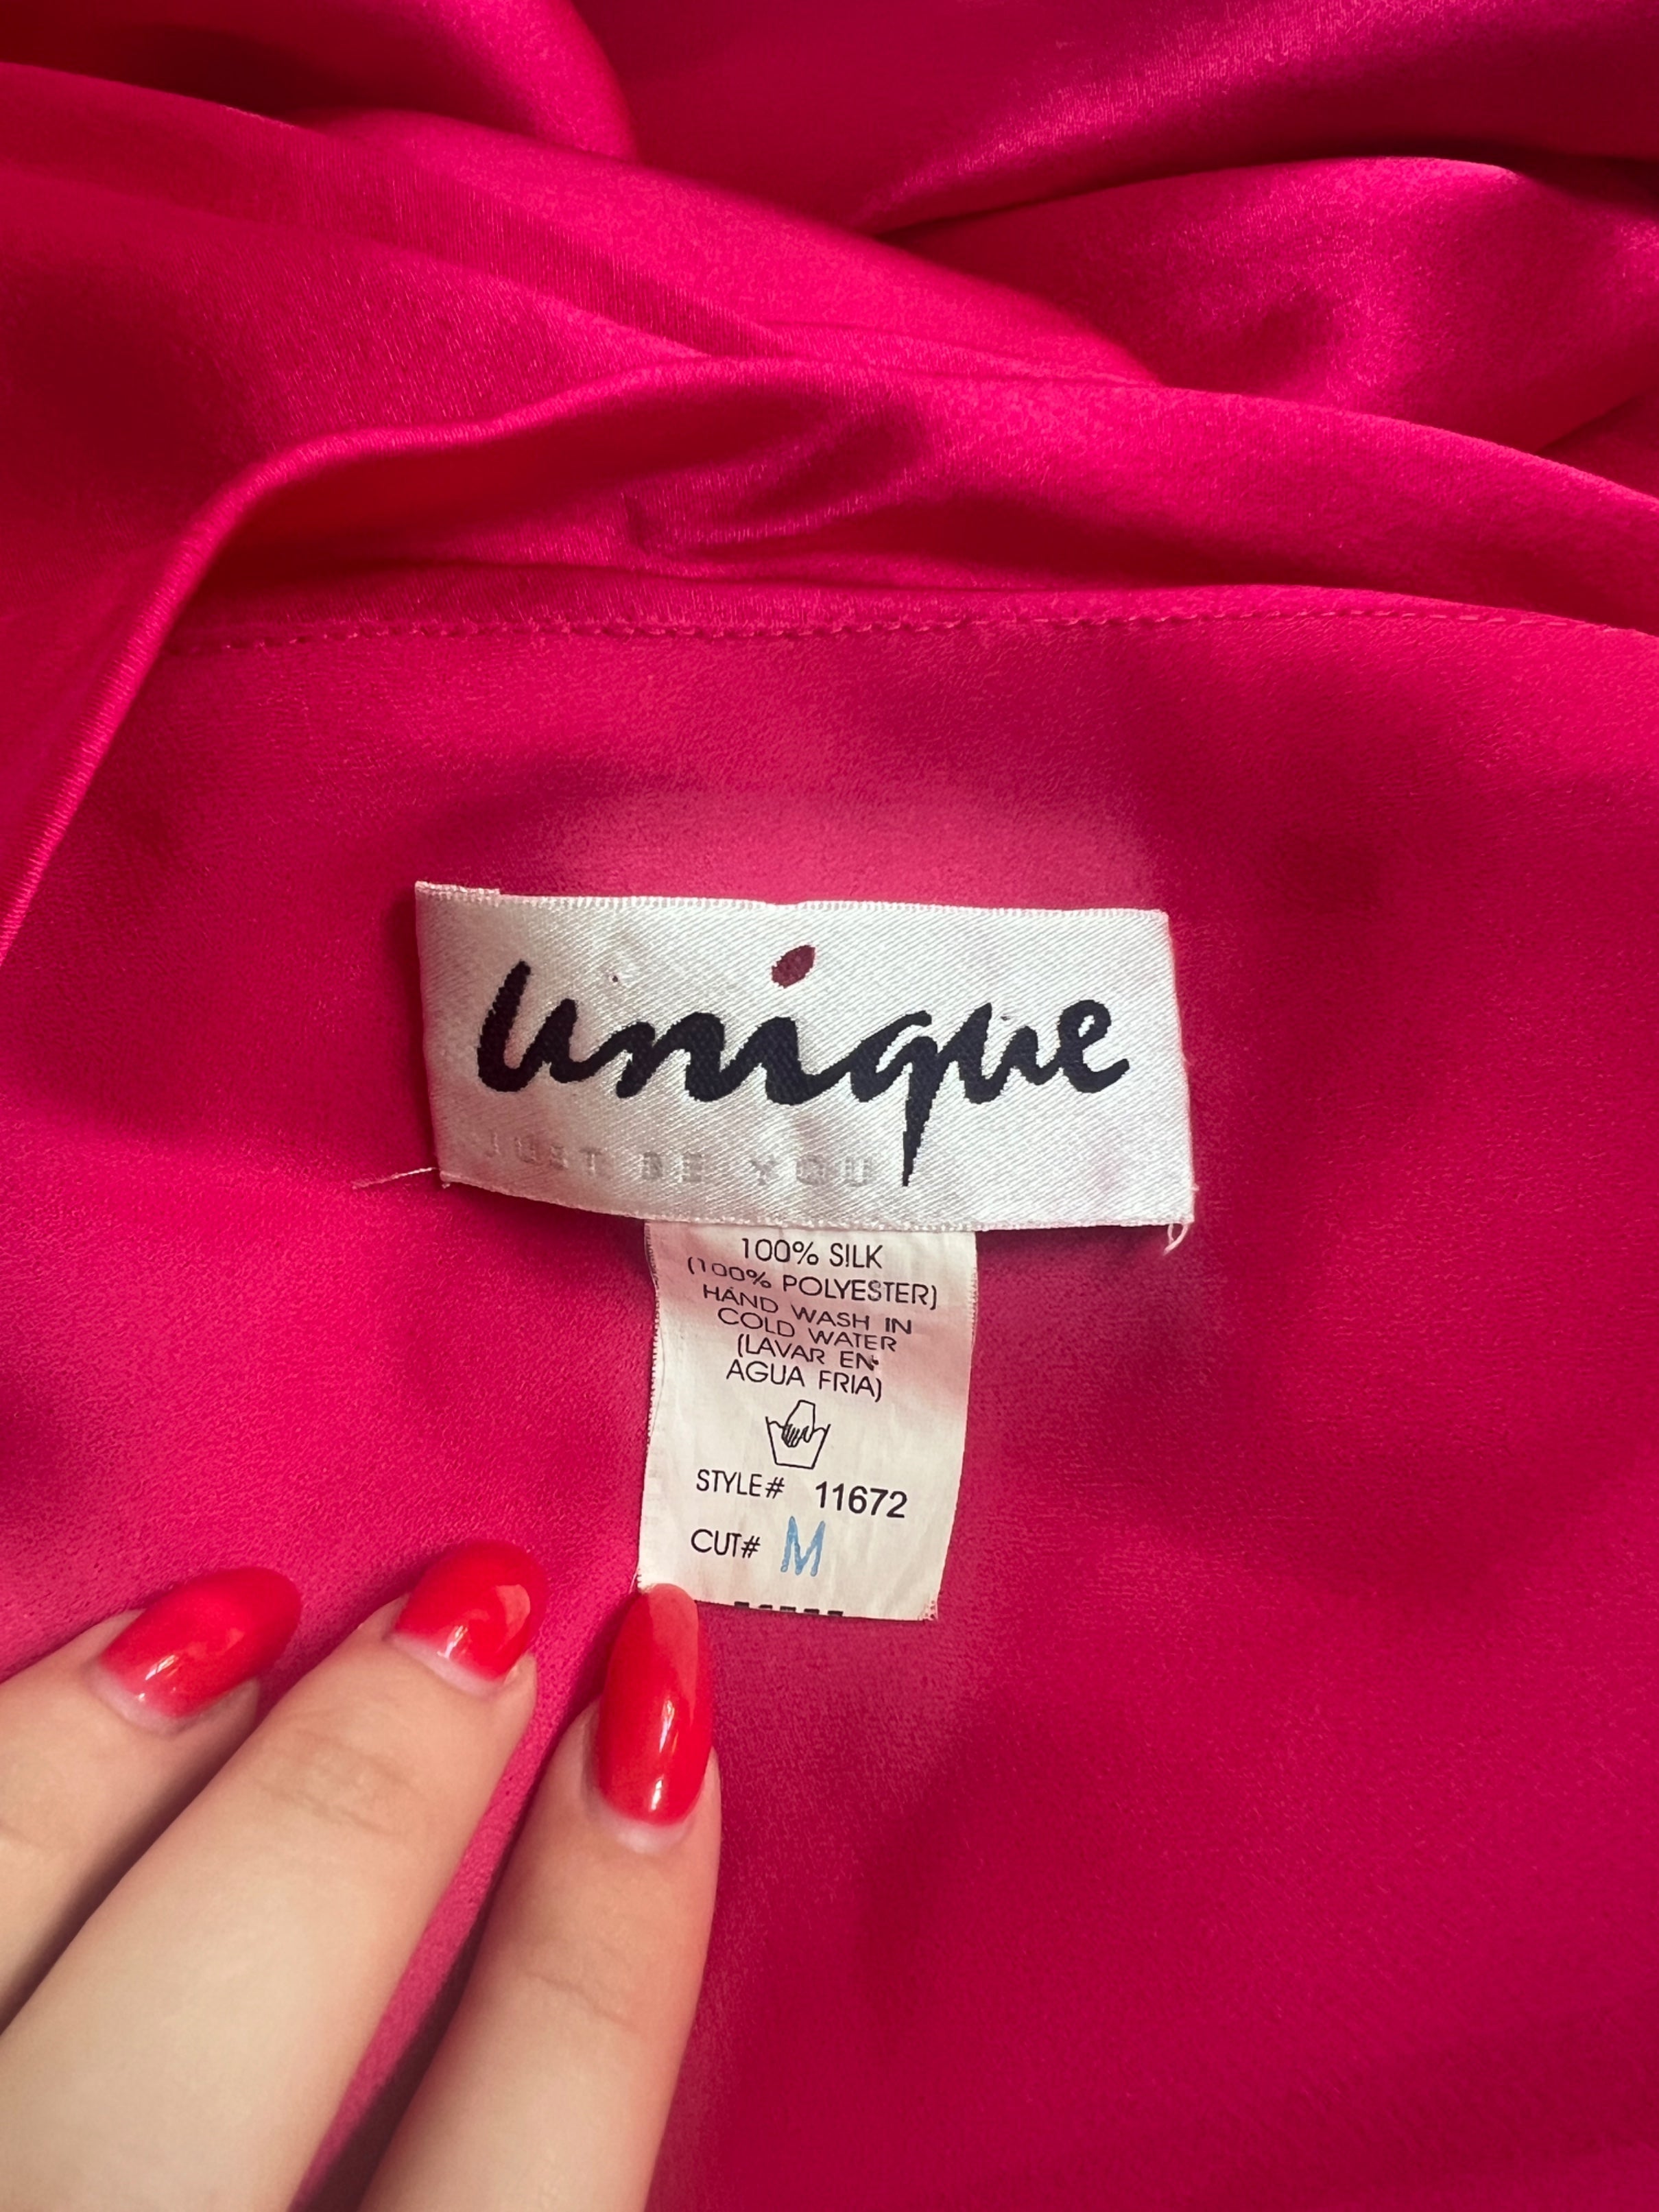 unique
JUST BE YOU
100% SILK
(100% POLYESTER)
HAND WASH IN
COLD WATER
(LAVAR EN
AGUA FRIA)
STYLE# 11672
CUT# M